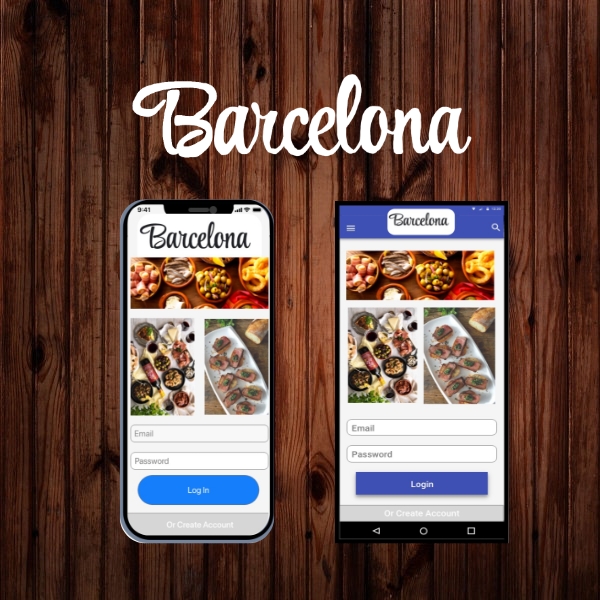 Barcelona
9:41
Barcelona
Email
Password
Log In
Or Create Account
Barcelona
Email
Password
Login
Or Create Account